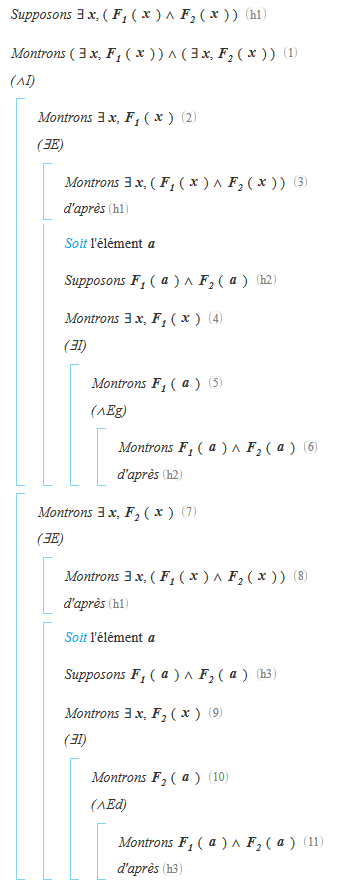 Supposons ∃ x, ( F₁ ( x ) ∧ F₂ ( x ) ) (h1)
Montrons ( ∃ x, F₁ ( x ) ) ∧ ( ∃ x, F₂ ( x ) ) (1)
(∧I)
Montrons ∃ x, F₁ ( x ) (2)
(∃E)
Montrons ∃ x, ( F₁ ( x ) ∧ F₂ ( x ) ) (3)
d'après (h1)
Soit l'élément a
Supposons F₁ ( a ) ∧ F₂ ( a ) (h2)
Montrons ∃ x, F₁ ( x ) (4)
(∃I)
Montrons F₁ ( a ) (5)
(∧Eg)
Montrons F₁ ( a ) ∧ F₂ ( a ) (6)
d'après (h2)
Montrons ∃ x, F₂ ( x ) (7)
(∃E)
Montrons ∃ x, ( F₁ ( x ) ∧ F₂ ( x ) ) (8)
d'après (h1)
Soit l'élément a
Supposons F₁ ( a ) ∧ F₂ ( a ) (h3)
Montrons ∃ x, F₂ ( x ) (9)
(∃I)
Montrons F₂ ( a ) (10)
(∧Ed)
Montrons F₁ ( a ) ∧ F₂ ( a ) (11)
d'après (h3)